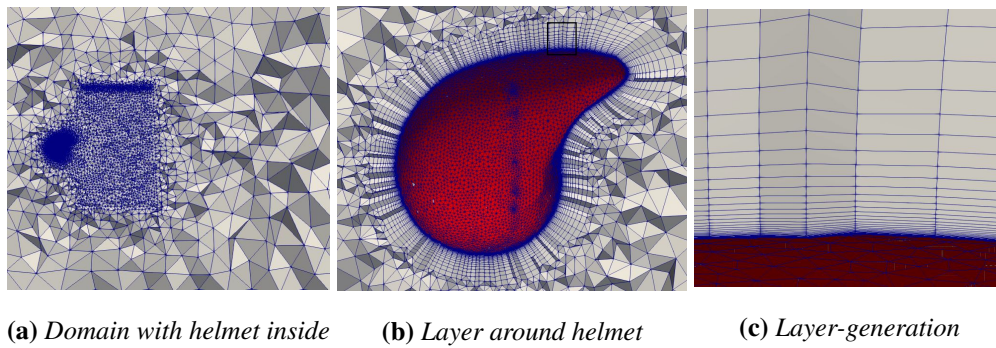 (a) Domain with helmet inside
(b) Layer around helmet
(c) Layer-generation